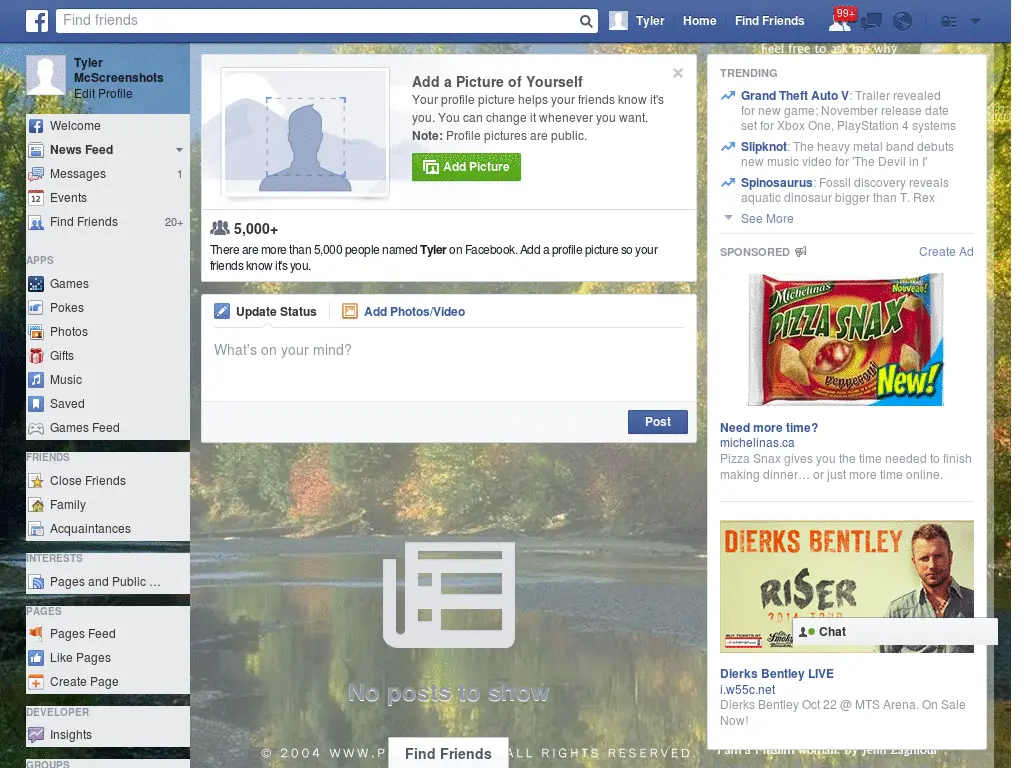 Find friends
Tyler
Home
Find Friends
99+
Feel free to ask me why
Tyler
McScreenshots
Edit Profile
Welcome
News Feed
Messages 1
12 Events
Find Friends 20+
APPS
Games
Pokes
Photos
Gifts
Music
Saved
Games Feed
FRIENDS
Close Friends
Family
Acquaintances
INTERESTS
Pages and Public ...
PAGES
Pages Feed
Like Pages
Create Page
DEVELOPER
Insights
GROUPS
Add a Picture of Yourself
Your profile picture helps your friends know it's
you. You can change it whenever you want.
Note: Profile pictures are public.
Add Picture
5,000+
There are more than 5,000 people named Tyler on Facebook. Add a profile picture so your
friends know it's you.
Update Status
Add Photos/Video
What's on your mind?
Post
No posts to show
© 2004 WWW.P
ALL RIGHTS RESERVED.
Find Friends
TRENDING
Grand Theft Auto V: Trailer revealed
for new game; November release date
set for Xbox One, PlayStation 4 systems
Slipknot: The heavy metal band debuts
new music video for 'The Devil in I'
Spinosaurus: Fossil discovery reveals
aquatic dinosaur bigger than T. Rex
See More
SPONSORED
Create Ad
Michelina's
Nouveau!
PIZZA SNAX
Pepperoni
New!
Need more time?
michelinas.ca
Pizza Snax gives you the time needed to finish
making dinner… or just more time online.
DIERKS BENTLEY
RISER
2014 TOUR
Chat
Dierks Bentley LIVE
i.w55c.net
Dierks Bentley Oct 22 @ MTS Arena. On Sale
Now!
I am a Muslim woman. by Jenn Zsghour